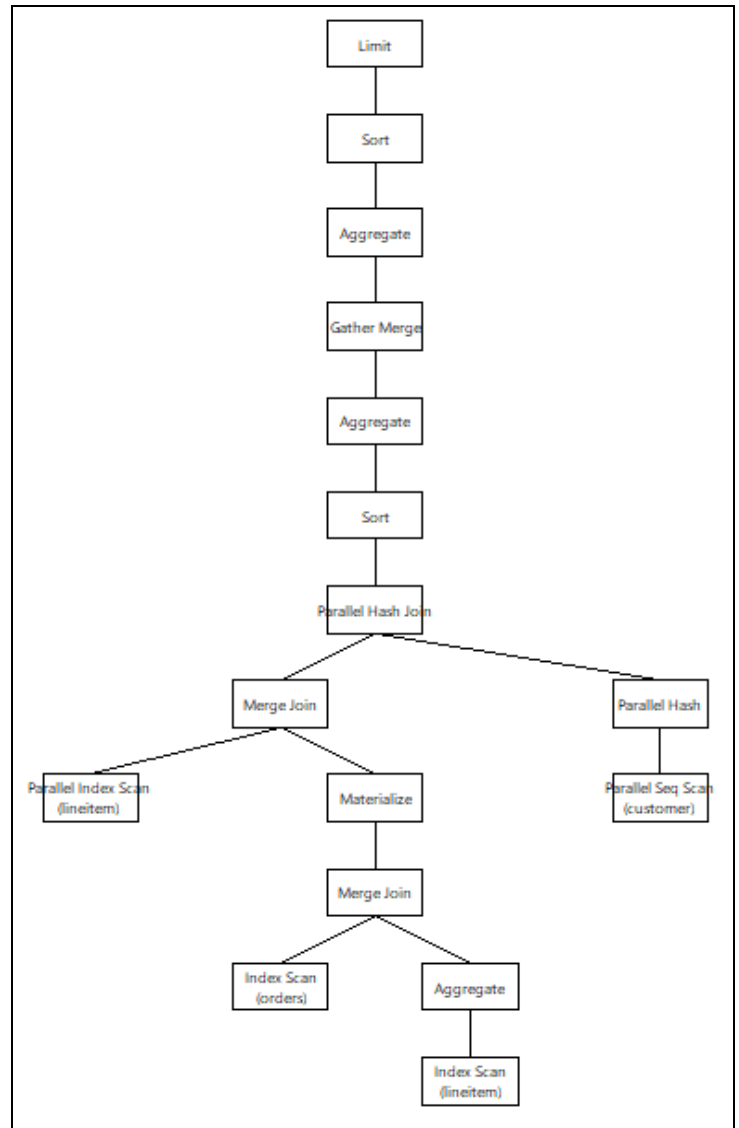 Limit
Sort
Aggregate
Gather Merge
Aggregate
Sort
Parallel Hash Join
Merge Join
Parallel Hash
Parallel Index Scan
(lineitem)
Materialize
Parallel Seq Scan
(customer)
Merge Join
Index Scan
(orders)
Aggregate
Index Scan
(lineitem)